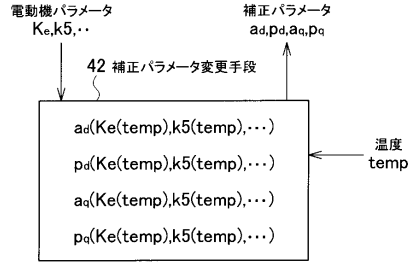 電動機パラメータ
Ke,k5,‥
補正パラメータ
ad,pd,aq,pq
42 補正パラメータ変更手段
ad(Ke(temp),k5(temp),⋯)
pd(Ke(temp),k5(temp),⋯)
aq(Ke(temp),k5(temp),⋯)
pq(Ke(temp),k5(temp),⋯)
温度
temp